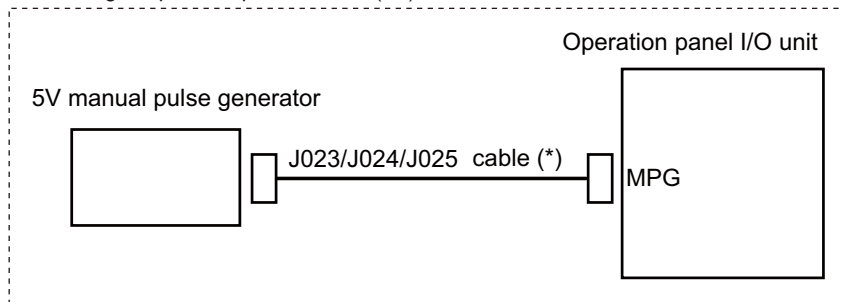 Operation panel I/O unit
5V manual pulse generator
J023/J024/J025 cable (*)
MPG